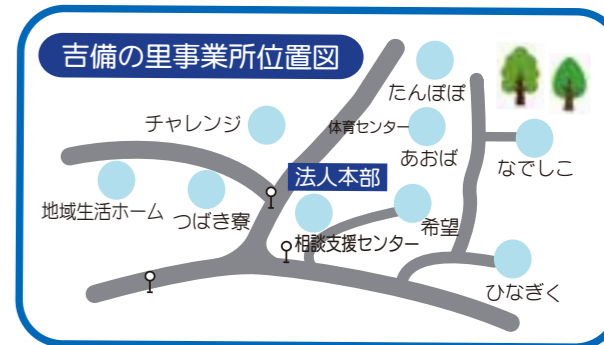 吉備の里事業所位置図
たんぽぽ
チャレンジ
体育センター
あおば
なでしこ
法人本部
地域生活ホーム
つばき寮
相談支援センター
希望
ひなぎく